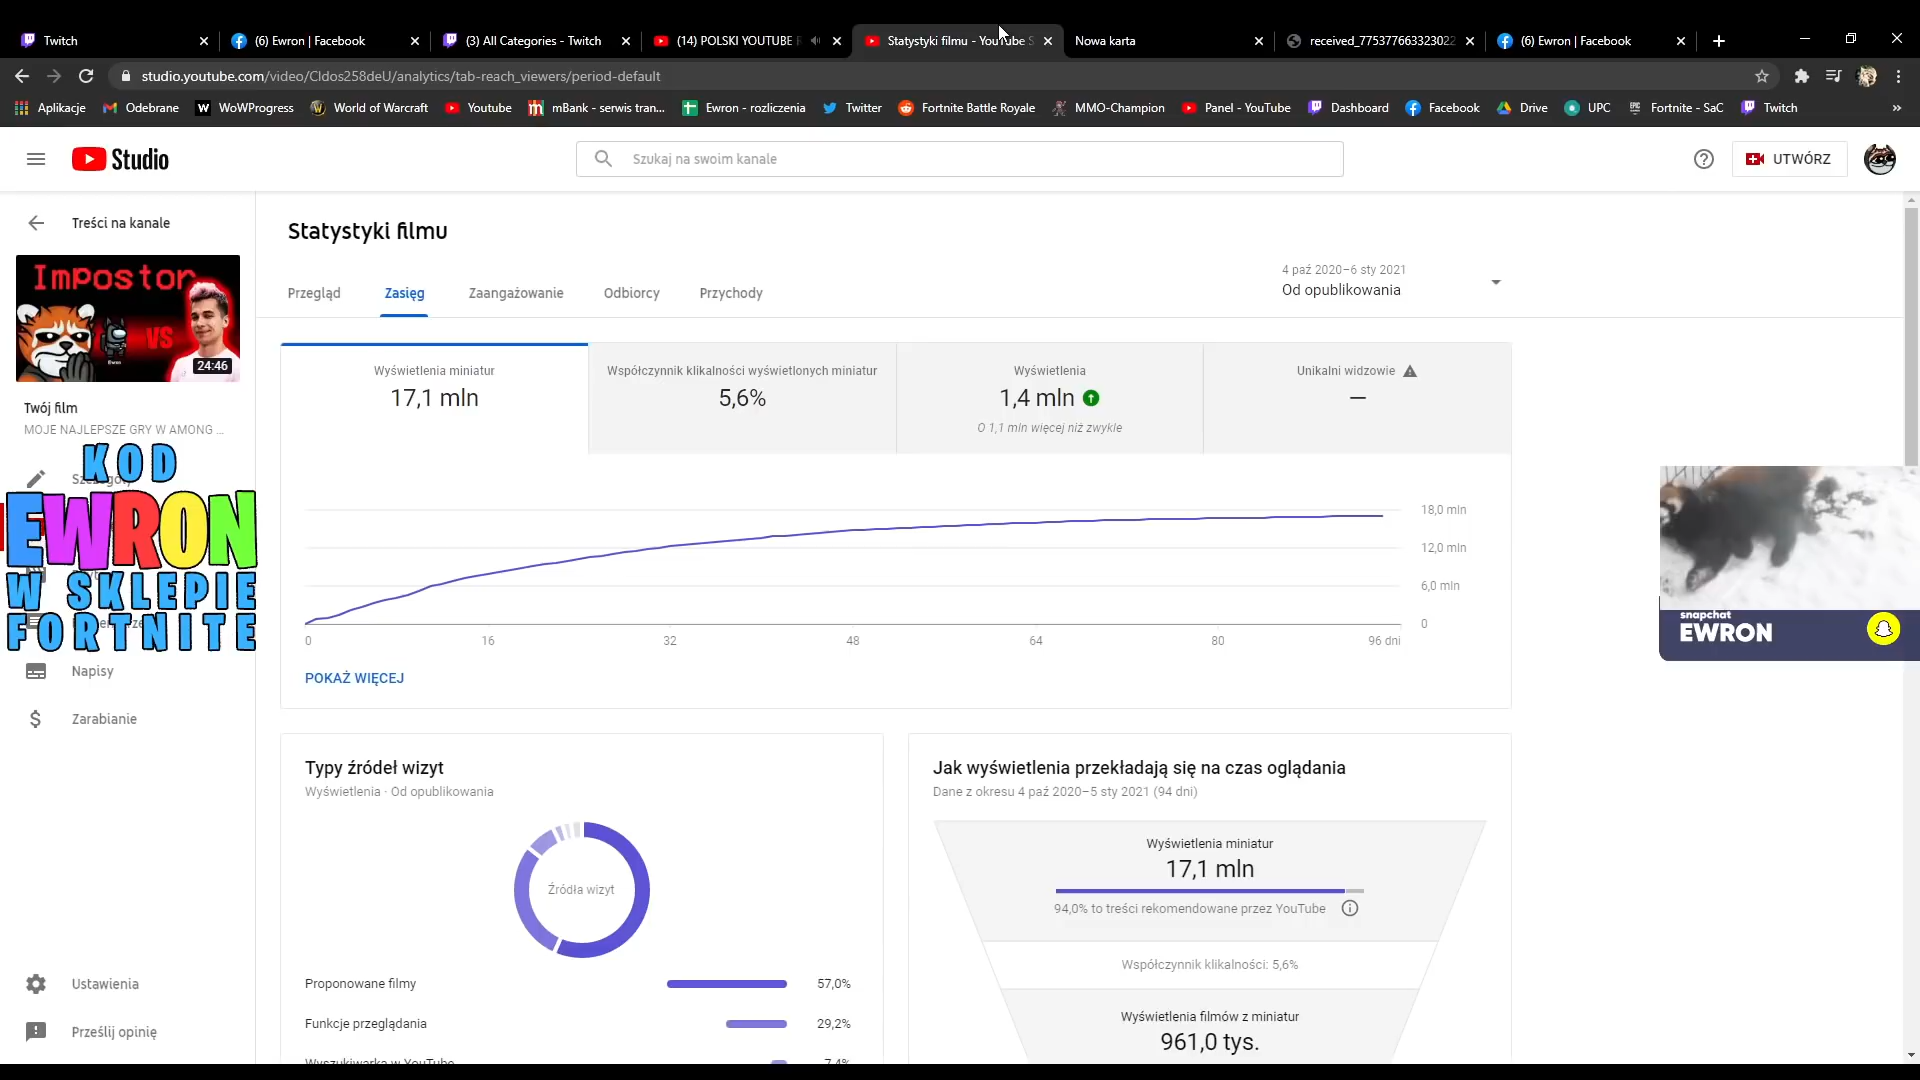 Twitch
(6) Ewron | Facebook
(3) All Categories - Twitch
(14) POLSKI YOUTUBE
Statystyki filmu - YouTube S
Nowa karta
received_775377663323022
(6) Ewron | Facebook
studio.youtube.com/video/Cldos258deU/analytics/tab-reach_viewers/period-default
Aplikacje
Odebrane
WoWProgress
World of Warcraft
Youtube
mBank - serwis tran...
Ewron - rozliczenia
Twitter
Fortnite Battle Royale
MMO-Champion
Panel - YouTube
Dashboard
Facebook
Drive
UPC
Fortnite - SaC
Twitch
Studio
Szukaj na swoim kanale
UTWÓRZ
Treści na kanale
Impostor
VS
Ewron
24:46
Twój film
MOJE NAJLEPSZE GRY W AMONG ...
KOD
EWRON
W SKLEPIE
FORTNITE
Napisy
Zarabianie
Ustawienia
Prześlij opinię
Statystyki filmu
Przegląd
Zasięg
Zaangażowanie
Odbiorcy
Przychody
4 paź 2020–6 sty 2021
Od opublikowania
Wyświetlenia miniatur
17,1 mln
Współczynnik klikalności wyświetlonych miniatur
5,6%
Wyświetlenia
1,4 mln
O 1,1 mln więcej niż zwykle
Unikalni widzowie
—
18,0 mln
12,0 mln
6,0 mln
0
0 16 32 48 64 80 96 dni
POKAŻ WIĘCEJ
Typy źródeł wizyt
Wyświetlenia · Od opublikowania
Źródła wizyt
Proponowane filmy 57,0%
Funkcje przeglądania 29,2%
Wyszukiwarka w YouTube 7,4%
Jak wyświetlenia przekładają się na czas oglądania
Dane z okresu 4 paź 2020–5 sty 2021 (94 dni)
Wyświetlenia miniatur
17,1 mln
94,0% to treści rekomendowane przez YouTube
Współczynnik klikalności: 5,6%
Wyświetlenia filmów z miniatur
961,0 tys.
snapchat
EWRON